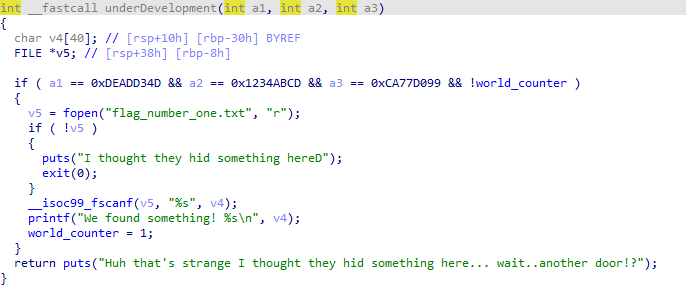 int __fastcall underDevelopment(int a1, int a2, int a3)
{
char v4[40]; // [rsp+10h] [rbp-30h] BYREF
FILE *v5; // [rsp+38h] [rbp-8h]
if ( a1 == 0xDEADD34D && a2 == 0x1234ABCD && a3 == 0xCA77D099 && !world_counter )
{
v5 = fopen("flag_number_one.txt", "r");
if ( !v5 )
{
puts("I thought they hid something hereD");
exit(0);
}
__isoc99_fscanf(v5, "%s", v4);
printf("We found something! %s\n", v4);
world_counter = 1;
}
return puts("Huh that's strange I thought they hid something here... wait..another door!?");
}